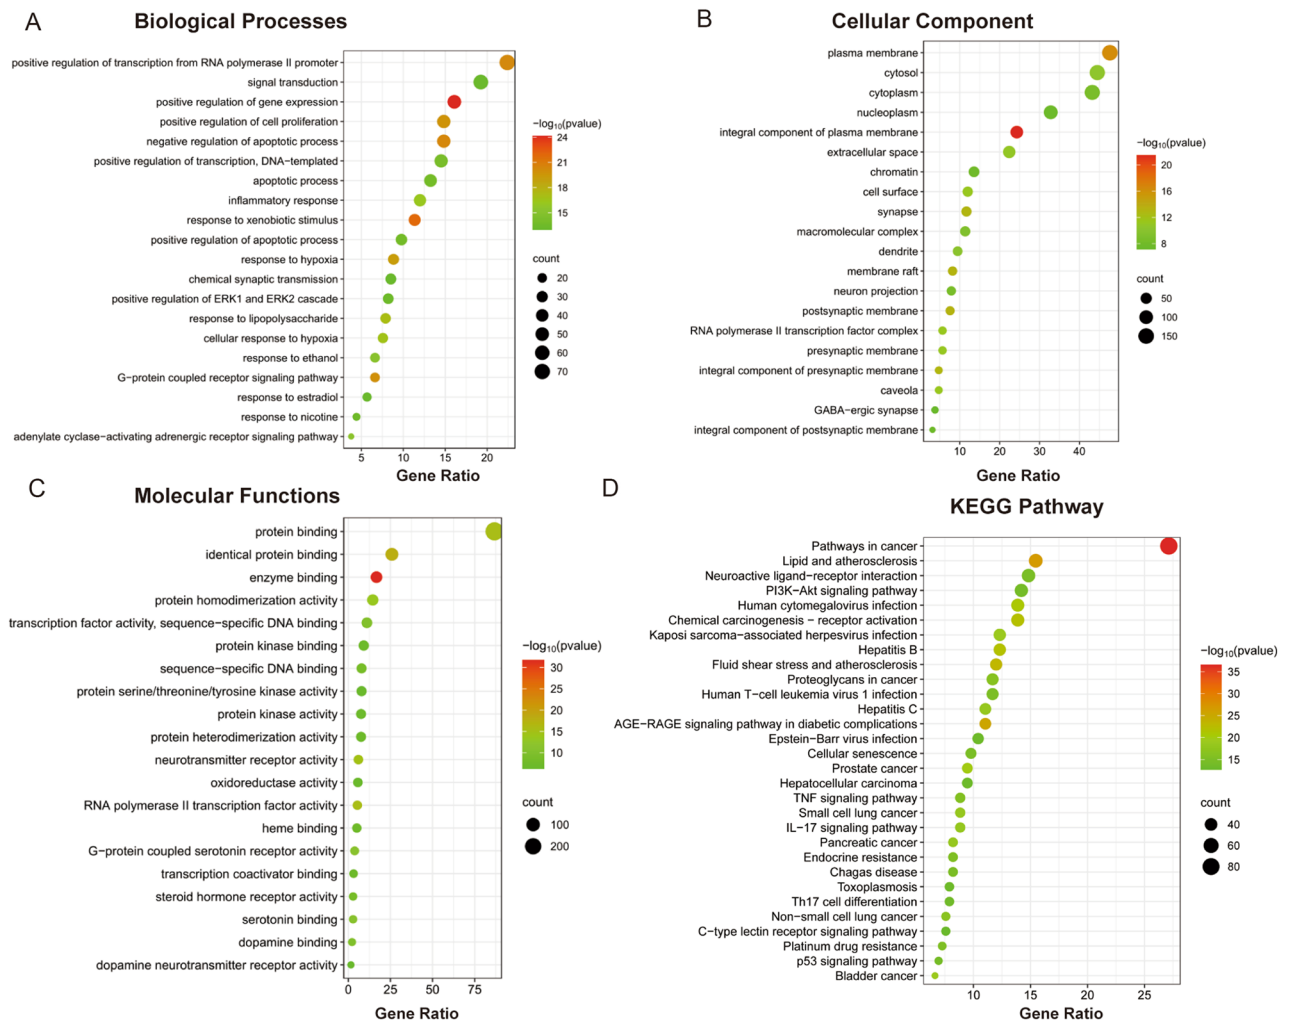 A
Biological Processes
positive regulation of transcription from RNA polymerase II promoter
signal transduction
positive regulation of gene expression
positive regulation of cell proliferation
negative regulation of apoptotic process
positive regulation of transcription, DNA−templated
apoptotic process
inflammatory response
response to xenobiotic stimulus
positive regulation of apoptotic process
response to hypoxia
chemical synaptic transmission
positive regulation of ERK1 and ERK2 cascade
response to lipopolysaccharide
cellular response to hypoxia
response to ethanol
G−protein coupled receptor signaling pathway
response to estradiol
response to nicotine
adenylate cyclase−activating adrenergic receptor signaling pathway
5 10 15 20
Gene Ratio
−log10(pvalue)
24
21
18
15
count
20
30
40
50
60
70
B
Cellular Component
plasma membrane
cytosol
cytoplasm
nucleoplasm
integral component of plasma membrane
extracellular space
chromatin
cell surface
synapse
macromolecular complex
dendrite
membrane raft
neuron projection
postsynaptic membrane
RNA polymerase II transcription factor complex
presynaptic membrane
integral component of presynaptic membrane
caveola
GABA−ergic synapse
integral component of postsynaptic membrane
10 20 30 40
Gene Ratio
−log10(pvalue)
20
16
12
8
count
50
100
150
C
Molecular Functions
protein binding
identical protein binding
enzyme binding
protein homodimerization activity
transcription factor activity, sequence−specific DNA binding
protein kinase binding
sequence−specific DNA binding
protein serine/threonine/tyrosine kinase activity
protein kinase activity
protein heterodimerization activity
neurotransmitter receptor activity
oxidoreductase activity
RNA polymerase II transcription factor activity
heme binding
G−protein coupled serotonin receptor activity
transcription coactivator binding
steroid hormone receptor activity
serotonin binding
dopamine binding
dopamine neurotransmitter receptor activity
0 25 50 75
Gene Ratio
−log10(pvalue)
30
25
20
15
10
count
100
200
D
KEGG Pathway
Pathways in cancer
Lipid and atherosclerosis
Neuroactive ligand−receptor interaction
PI3K−Akt signaling pathway
Human cytomegalovirus infection
Chemical carcinogenesis − receptor activation
Kaposi sarcoma−associated herpesvirus infection
Hepatitis B
Fluid shear stress and atherosclerosis
Proteoglycans in cancer
Human T−cell leukemia virus 1 infection
Hepatitis C
AGE−RAGE signaling pathway in diabetic complications
Epstein−Barr virus infection
Cellular senescence
Prostate cancer
Hepatocellular carcinoma
TNF signaling pathway
Small cell lung cancer
IL−17 signaling pathway
Pancreatic cancer
Endocrine resistance
Chagas disease
Toxoplasmosis
Th17 cell differentiation
Non−small cell lung cancer
C−type lectin receptor signaling pathway
Platinum drug resistance
p53 signaling pathway
Bladder cancer
10 15 20 25
Gene Ratio
−log10(pvalue)
35
30
25
20
15
count
40
60
80